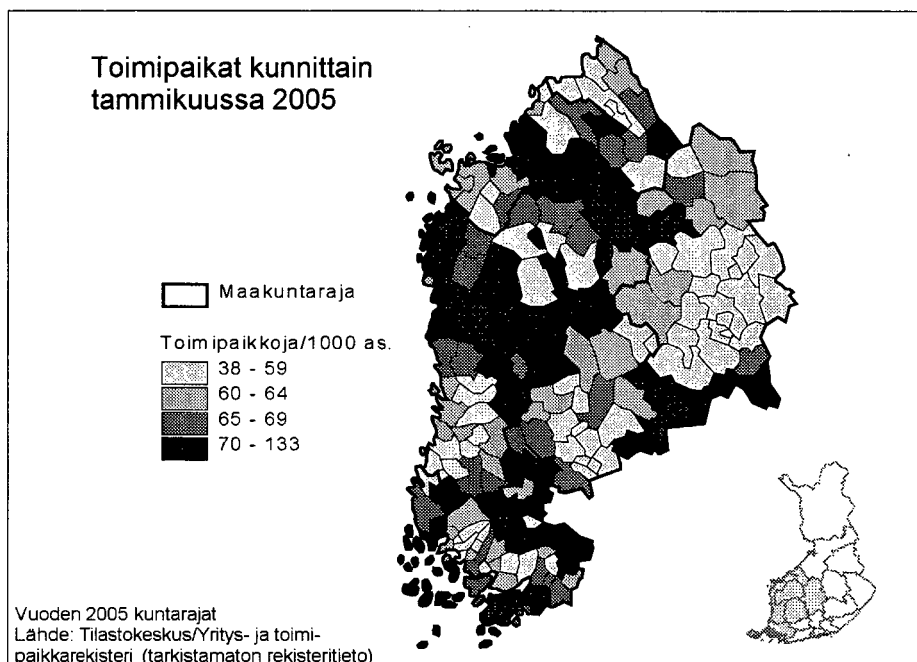 Toimipaikat kunnittain
tammikuussa 2005
Maakuntaraja
Toimipaikkoja/1000 as.
38 - 59
60 - 64
65 - 69
70 - 133
Vuoden 2005 kuntarajat
Lähde: Tilastokeskus/Yritys- ja toimi-
paikkarekisteri (tarkistamaton rekisteritieto)